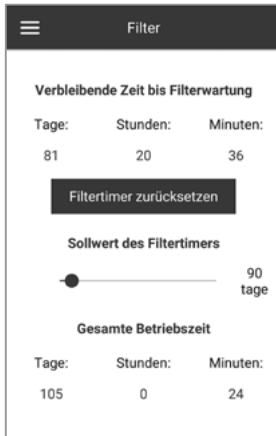 Filter
Verbleibende Zeit bis Filterwartung
Tage: Stunden: Minuten:
81 20 36
Filtertimer zurücksetzen
Sollwert des Filtertimers
90
tage
Gesamte Betriebszeit
Tage: Stunden: Minuten:
105 0 24